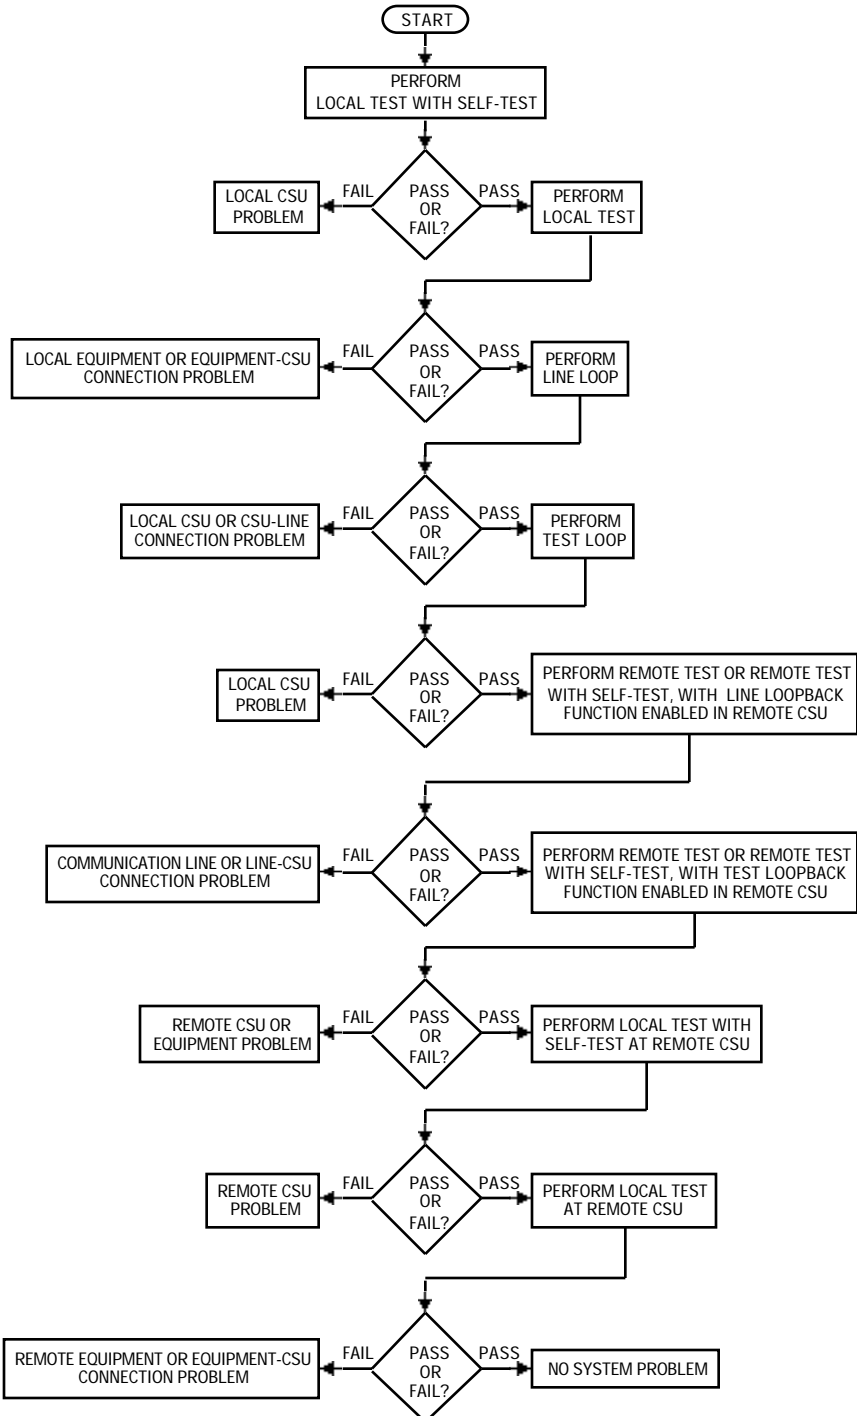 START
PERFORM
LOCAL TEST WITH SELF-TEST
LOCAL CSU
PROBLEM
FAIL
PASS
OR
FAIL?
PASS
PERFORM
LOCAL TEST
LOCAL EQUIPMENT OR EQUIPMENT-CSU
CONNECTION PROBLEM
FAIL
PASS
OR
FAIL?
PASS
PERFORM
LINE LOOP
LOCAL CSU OR CSU-LINE
CONNECTION PROBLEM
FAIL
PASS
OR
FAIL?
PASS
PERFORM
TEST LOOP
LOCAL CSU
PROBLEM
FAIL
PASS
OR
FAIL?
PASS
PERFORM REMOTE TEST OR REMOTE TEST
WITH SELF-TEST, WITH LINE LOOPBACK
FUNCTION ENABLED IN REMOTE CSU
COMMUNICATION LINE OR LINE-CSU
CONNECTION PROBLEM
FAIL
PASS
OR
FAIL?
PASS
PERFORM REMOTE TEST OR REMOTE TEST
WITH SELF-TEST, WITH TEST LOOPBACK
FUNCTION ENABLED IN REMOTE CSU
REMOTE CSU OR
EQUIPMENT PROBLEM
FAIL
PASS
OR
FAIL?
PASS
PERFORM LOCAL TEST WITH
SELF-TEST AT REMOTE CSU
REMOTE CSU
PROBLEM
FAIL
PASS
OR
FAIL?
PASS
PERFORM LOCAL TEST
AT REMOTE CSU
REMOTE EQUIPMENT OR EQUIPMENT-CSU
CONNECTION PROBLEM
FAIL
PASS
OR
FAIL?
PASS
NO SYSTEM PROBLEM